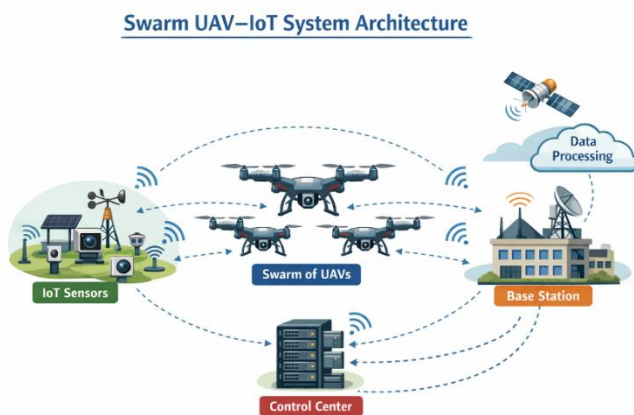 Swarm UAV–IoT System Architecture
Data
Processing
IoT Sensors
Swarm of UAVs
Base Station
Control Center